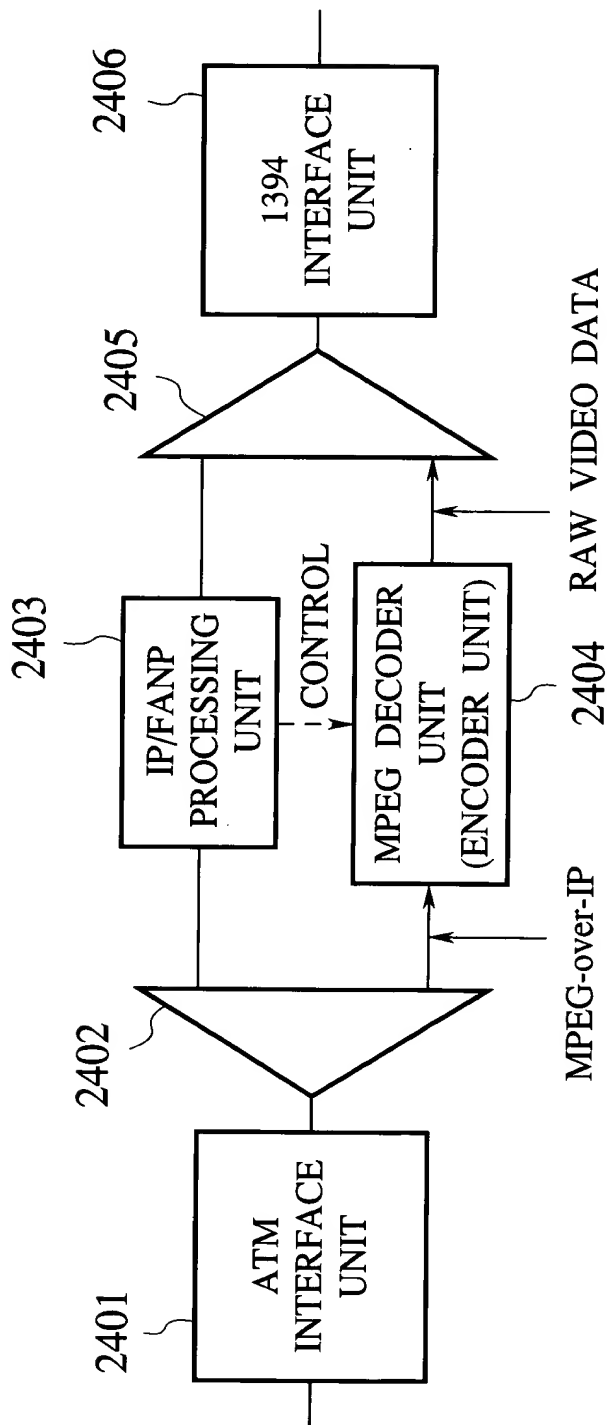 2401
ATM
INTERFACE
UNIT
2402
2403
IP/FANP
PROCESSING
UNIT
CONTROL
MPEG DECODER
UNIT
(ENCODER UNIT)
2404
MPEG-over-IP
RAW VIDEO DATA
2405
2406
1394
INTERFACE
UNIT